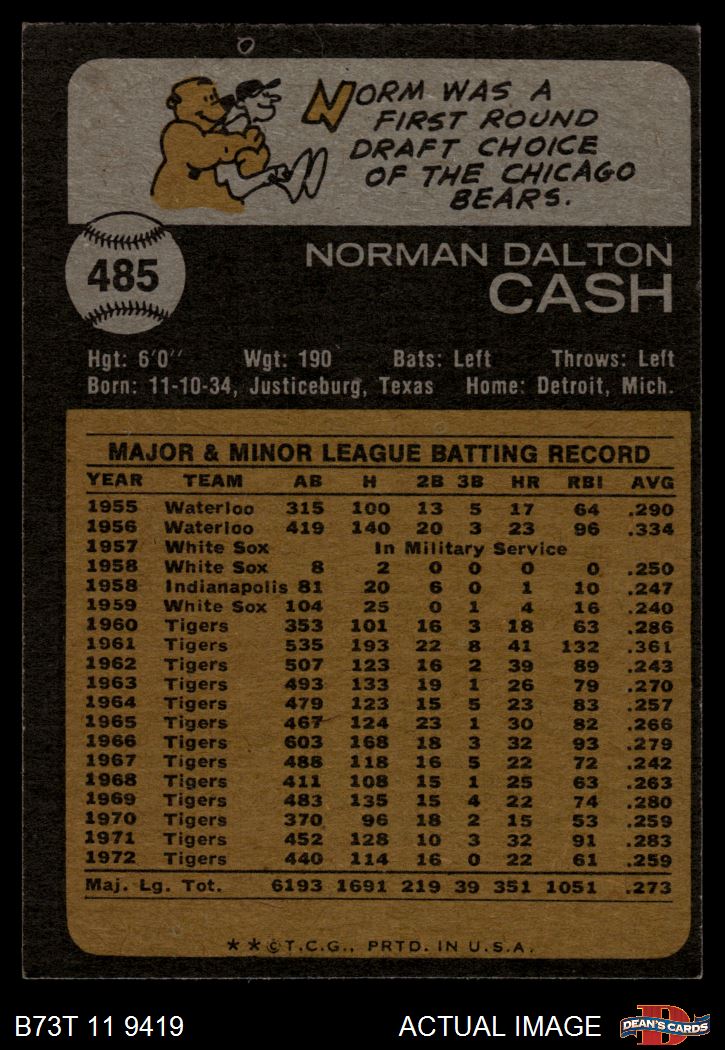 NORM WAS A
FIRST ROUND
DRAFT CHOICE
OF THE CHICAGO
BEARS.
485
NORMAN DALTON
CASH
Hgt: 6'0" Wgt: 190 Bats: Left Throws: Left
Born: 11-10-34, Justiceburg, Texas Home: Detroit, Mich.
MAJOR & MINOR LEAGUE BATTING RECORD
YEAR TEAM AB H 2B 3B HR RBI AVG
1955 Waterloo 315 100 13 5 17 64 .290
1956 Waterloo 419 140 20 3 23 96 .334
1957 White Sox In Military Service
1958 White Sox 8 2 0 0 0 0 .250
1958 Indianapolis 81 20 6 0 1 10 .247
1959 White Sox 104 25 0 1 4 16 .240
1960 Tigers 353 101 16 3 18 63 .286
1961 Tigers 535 193 22 8 41 132 .361
1962 Tigers 507 123 16 2 39 89 .243
1963 Tigers 493 133 19 1 26 79 .270
1964 Tigers 479 123 15 5 23 83 .257
1965 Tigers 467 124 23 1 30 82 .266
1966 Tigers 603 168 18 3 32 93 .279
1967 Tigers 488 118 16 5 22 72 .242
1968 Tigers 411 108 15 1 25 63 .263
1969 Tigers 483 135 15 4 22 74 .280
1970 Tigers 370 96 18 2 15 53 .259
1971 Tigers 452 128 10 3 32 91 .283
1972 Tigers 440 114 16 0 22 61 .259
Maj. Lg. Tot. 6193 1691 219 39 351 1051 .273
* * © T.C.G., PRTD. IN U.S.A.
B73T 11 9419 ACTUAL IMAGE D DEAN'S CARDS